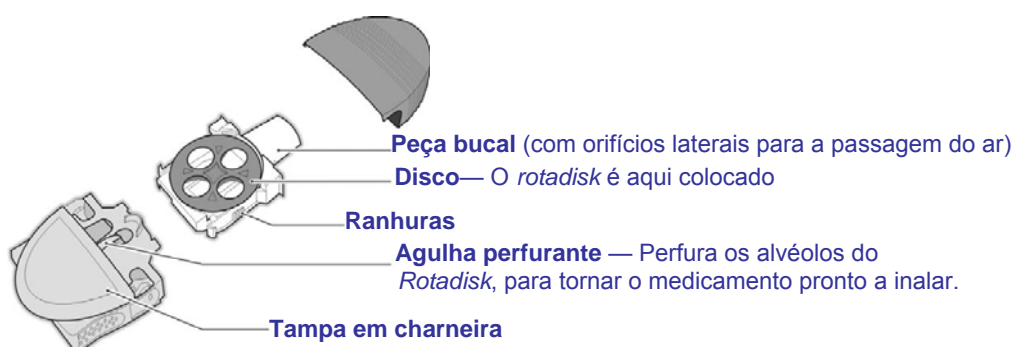 Peça bucal (com orifícios laterais para a passagem do ar)
Disco— O rotadisk é aqui colocado
Ranhuras
Agulha perfurante — Perfura os alvéolos do
Rotadisk, para tornar o medicamento pronto a inalar.
Tampa em charneira